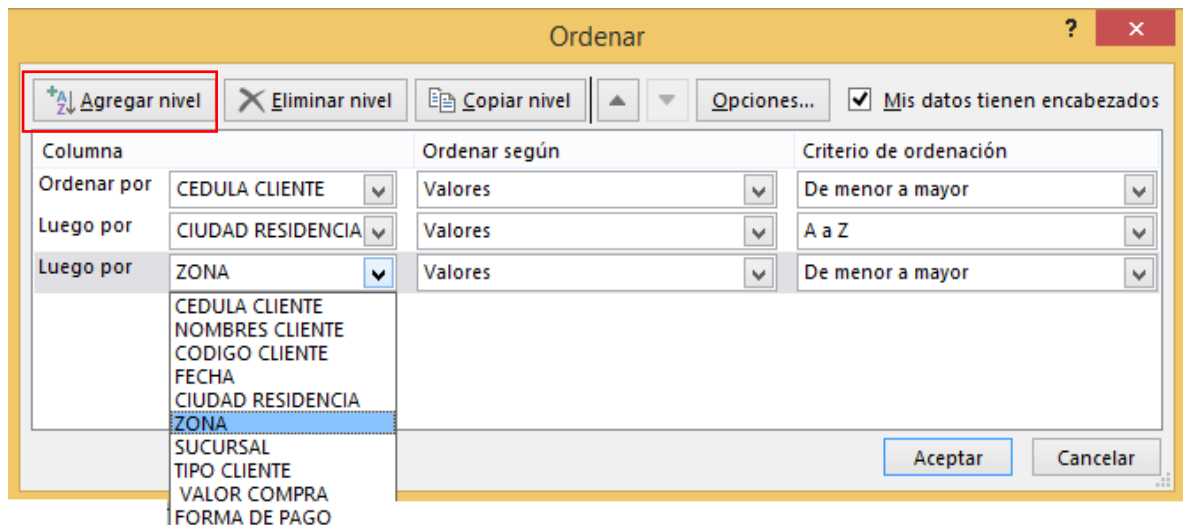 Ordenar ?
Agregar nivel Eliminar nivel Copiar nivel Opciones... Mis datos tienen encabezados
Columna Ordenar según Criterio de ordenación
Ordenar por CEDULA CLIENTE Valores De menor a mayor
Luego por CIUDAD RESIDENCIA Valores A a Z
Luego por ZONA Valores De menor a mayor
CEDULA CLIENTE
NOMBRES CLIENTE
CODIGO CLIENTE
FECHA
CIUDAD RESIDENCIA
ZONA
SUCURSAL
TIPO CLIENTE
VALOR COMPRA
FORMA DE PAGO
Aceptar Cancelar